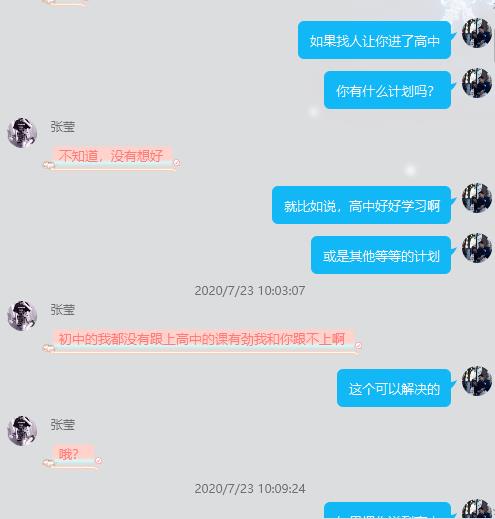 如果找人让你进了高中
你有什么计划吗？
张莹
不知道，没有想好
就比如说，高中好好学习啊
或是其他等等的计划
2020/7/23 10:03:07
张莹
初中的我都没有跟上高中的课有劲我和你跟不上啊
这个可以解决的
张莹
哦？
2020/7/23 10:09:24